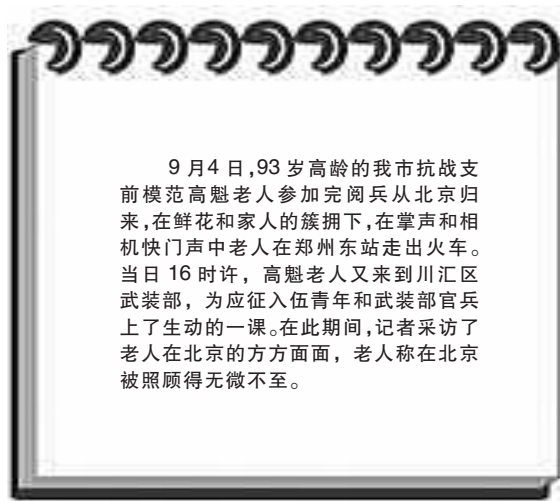 9月4日,93岁高龄的我市抗战支
前模范高魁老人参加完阅兵从北京归
来,在鲜花和家人的簇拥下,在掌声和相
机快门声中老人在郑州东站走出火车。
当日16时许，高魁老人又来到川汇区
武装部，为应征入伍青年和武装部官兵
上了生动的一课。在此期间,记者采访了
老人在北京的方方面面，老人称在北京
被照顾得无微不至。